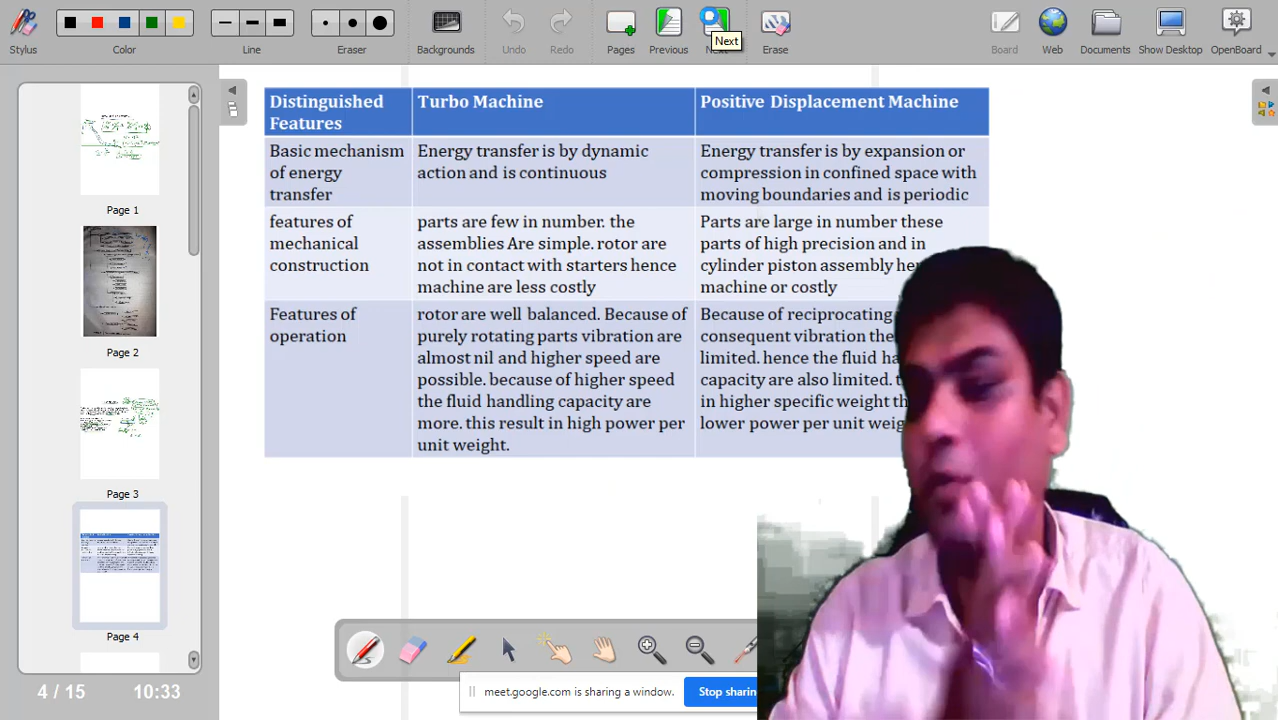 Stylus
Color
Line
Eraser
Backgrounds
Undo
Redo
Pages
Previous
Next
Next
Erase
Board
Web
Documents
Show Desktop
OpenBoard
Page 1
Page 2
Page 3
Page 4
4 / 15
10:33
Distinguished
Features
Turbo Machine
Positive Displacement Machine
Basic mechanism
of energy
transfer
Energy transfer is by dynamic
action and is continuous
Energy transfer is by expansion or
compression in confined space with
moving boundaries and is periodic
features of
mechanical
construction
parts are few in number. the
assemblies Are simple. rotor are
not in contact with starters hence
machine are less costly
Parts are large in number these
parts of high precision and in
cylinder piston assembly
machine or costly
Features of
operation
rotor are well balanced. Because of
purely rotating parts vibration are
almost nil and higher speed are
possible. because of higher speed
the fluid handling capacity are
more. this result in high power per
unit weight.
Because of reciprocating
consequent vibration
limited. hence the fluid
capacity are also limited.
in higher specific weight
lower power per unit
meet.google.com is sharing a window.
Stop